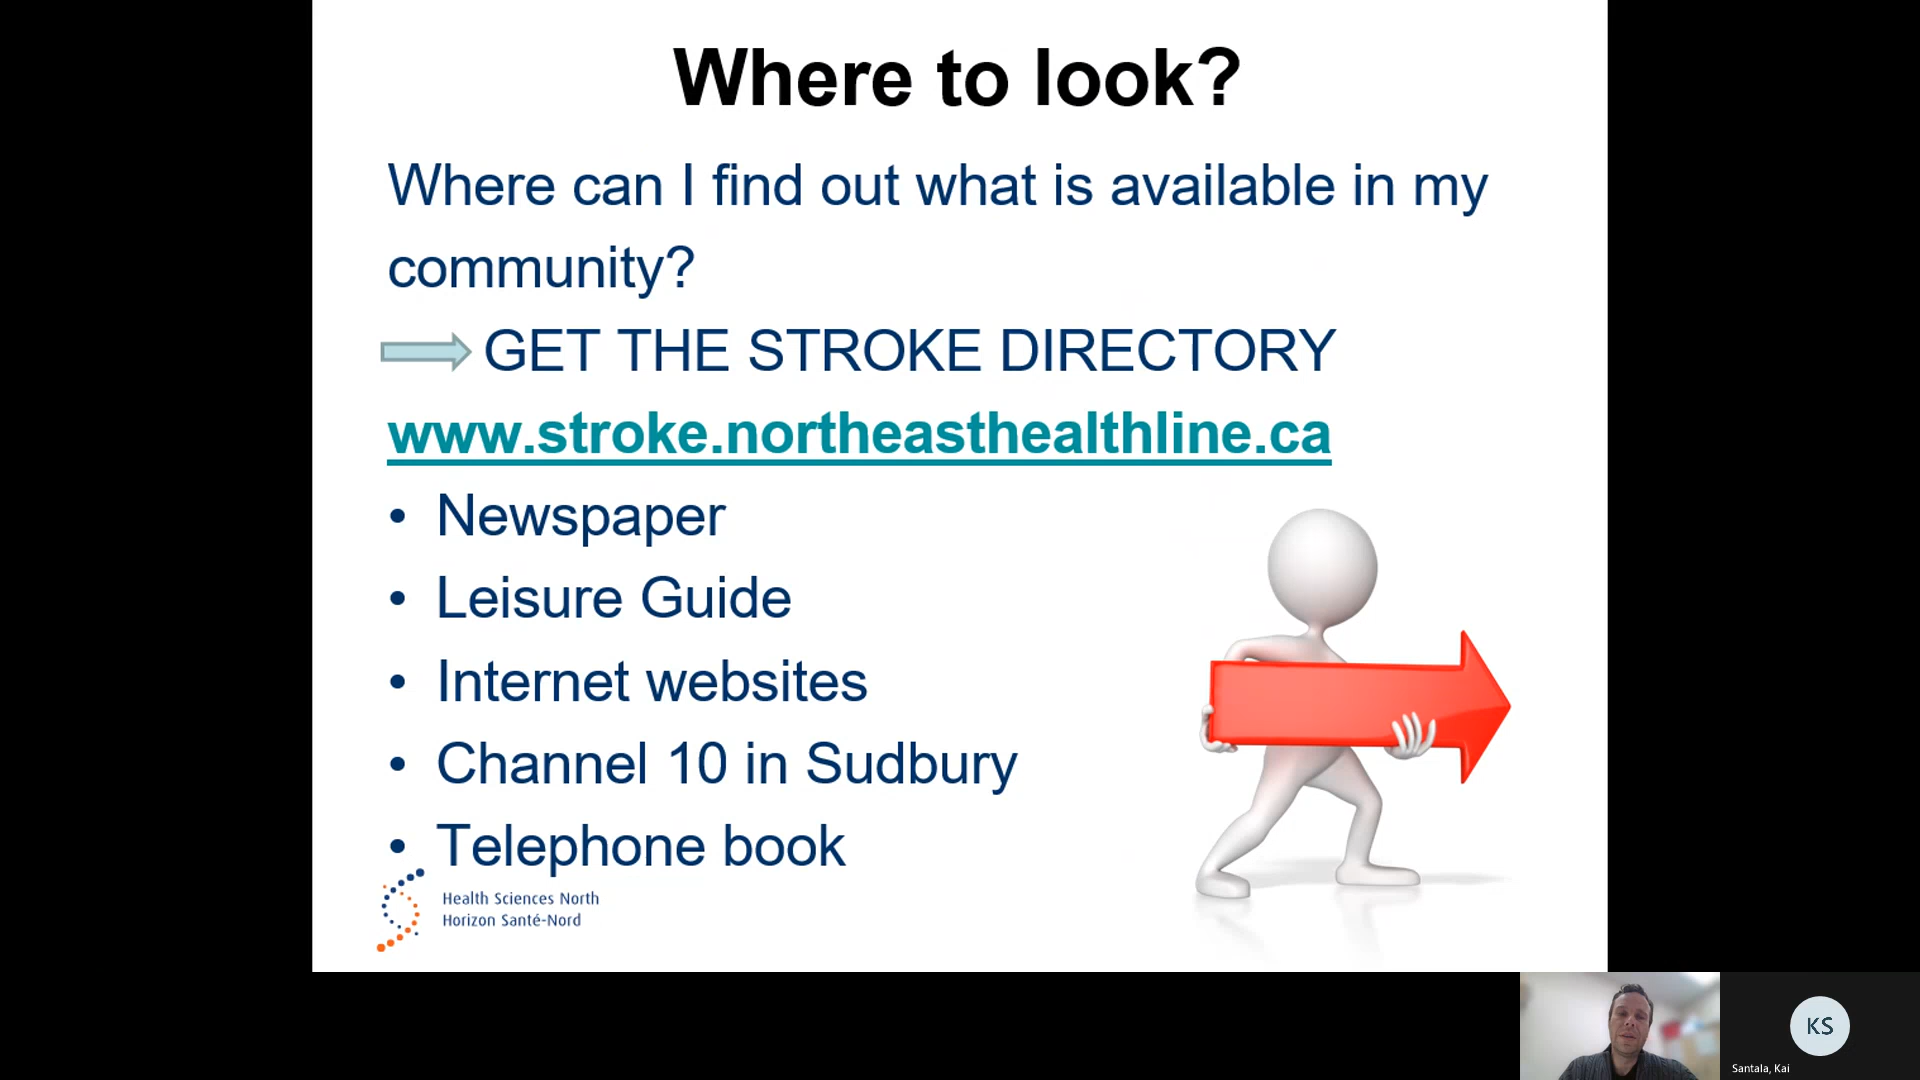 Where to look?
Where can I find out what is available in my
community?
GET THE STROKE DIRECTORY
www.stroke.northeasthealthline.ca
• Newspaper
• Leisure Guide
• Internet websites
• Channel 10 in Sudbury
• Telephone book
Health Sciences North
Horizon Santé-Nord
KS
Santala, Kai